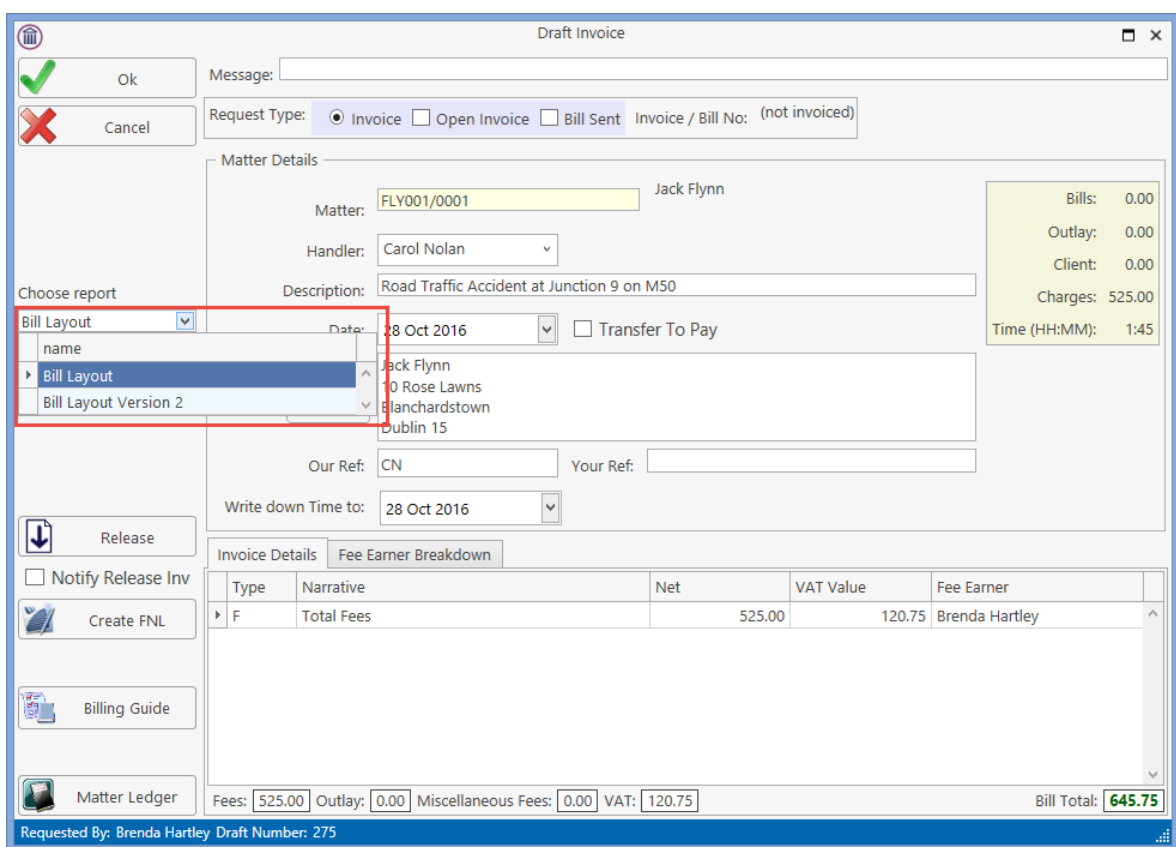 Draft Invoice
Ok
Cancel
Message:
Request Type: Invoice Open Invoice Bill Sent Invoice / Bill No: (not invoiced)
Matter Details
Matter: FLY001/0001 Jack Flynn
Handler: Carol Nolan
Description: Road Traffic Accident at Junction 9 on M50
Date: 28 Oct 2016 Transfer To Pay
Jack Flynn
10 Rose Lawns
Blanchardstown
Dublin 15
Our Ref: CN Your Ref:
Write down Time to: 28 Oct 2016
Bills: 0.00
Outlay: 0.00
Client: 0.00
Charges: 525.00
Time (HH:MM): 1:45
Choose report
Bill Layout
name
Bill Layout
Bill Layout Version 2
Release
Notify Release Inv
Create FNL
Billing Guide
Matter Ledger
Invoice Details Fee Earner Breakdown
Type Narrative Net VAT Value Fee Earner
F Total Fees 525.00 120.75 Brenda Hartley
Fees: 525.00 Outlay: 0.00 Miscellaneous Fees: 0.00 VAT: 120.75 Bill Total: 645.75
Requested By: Brenda Hartley Draft Number: 275